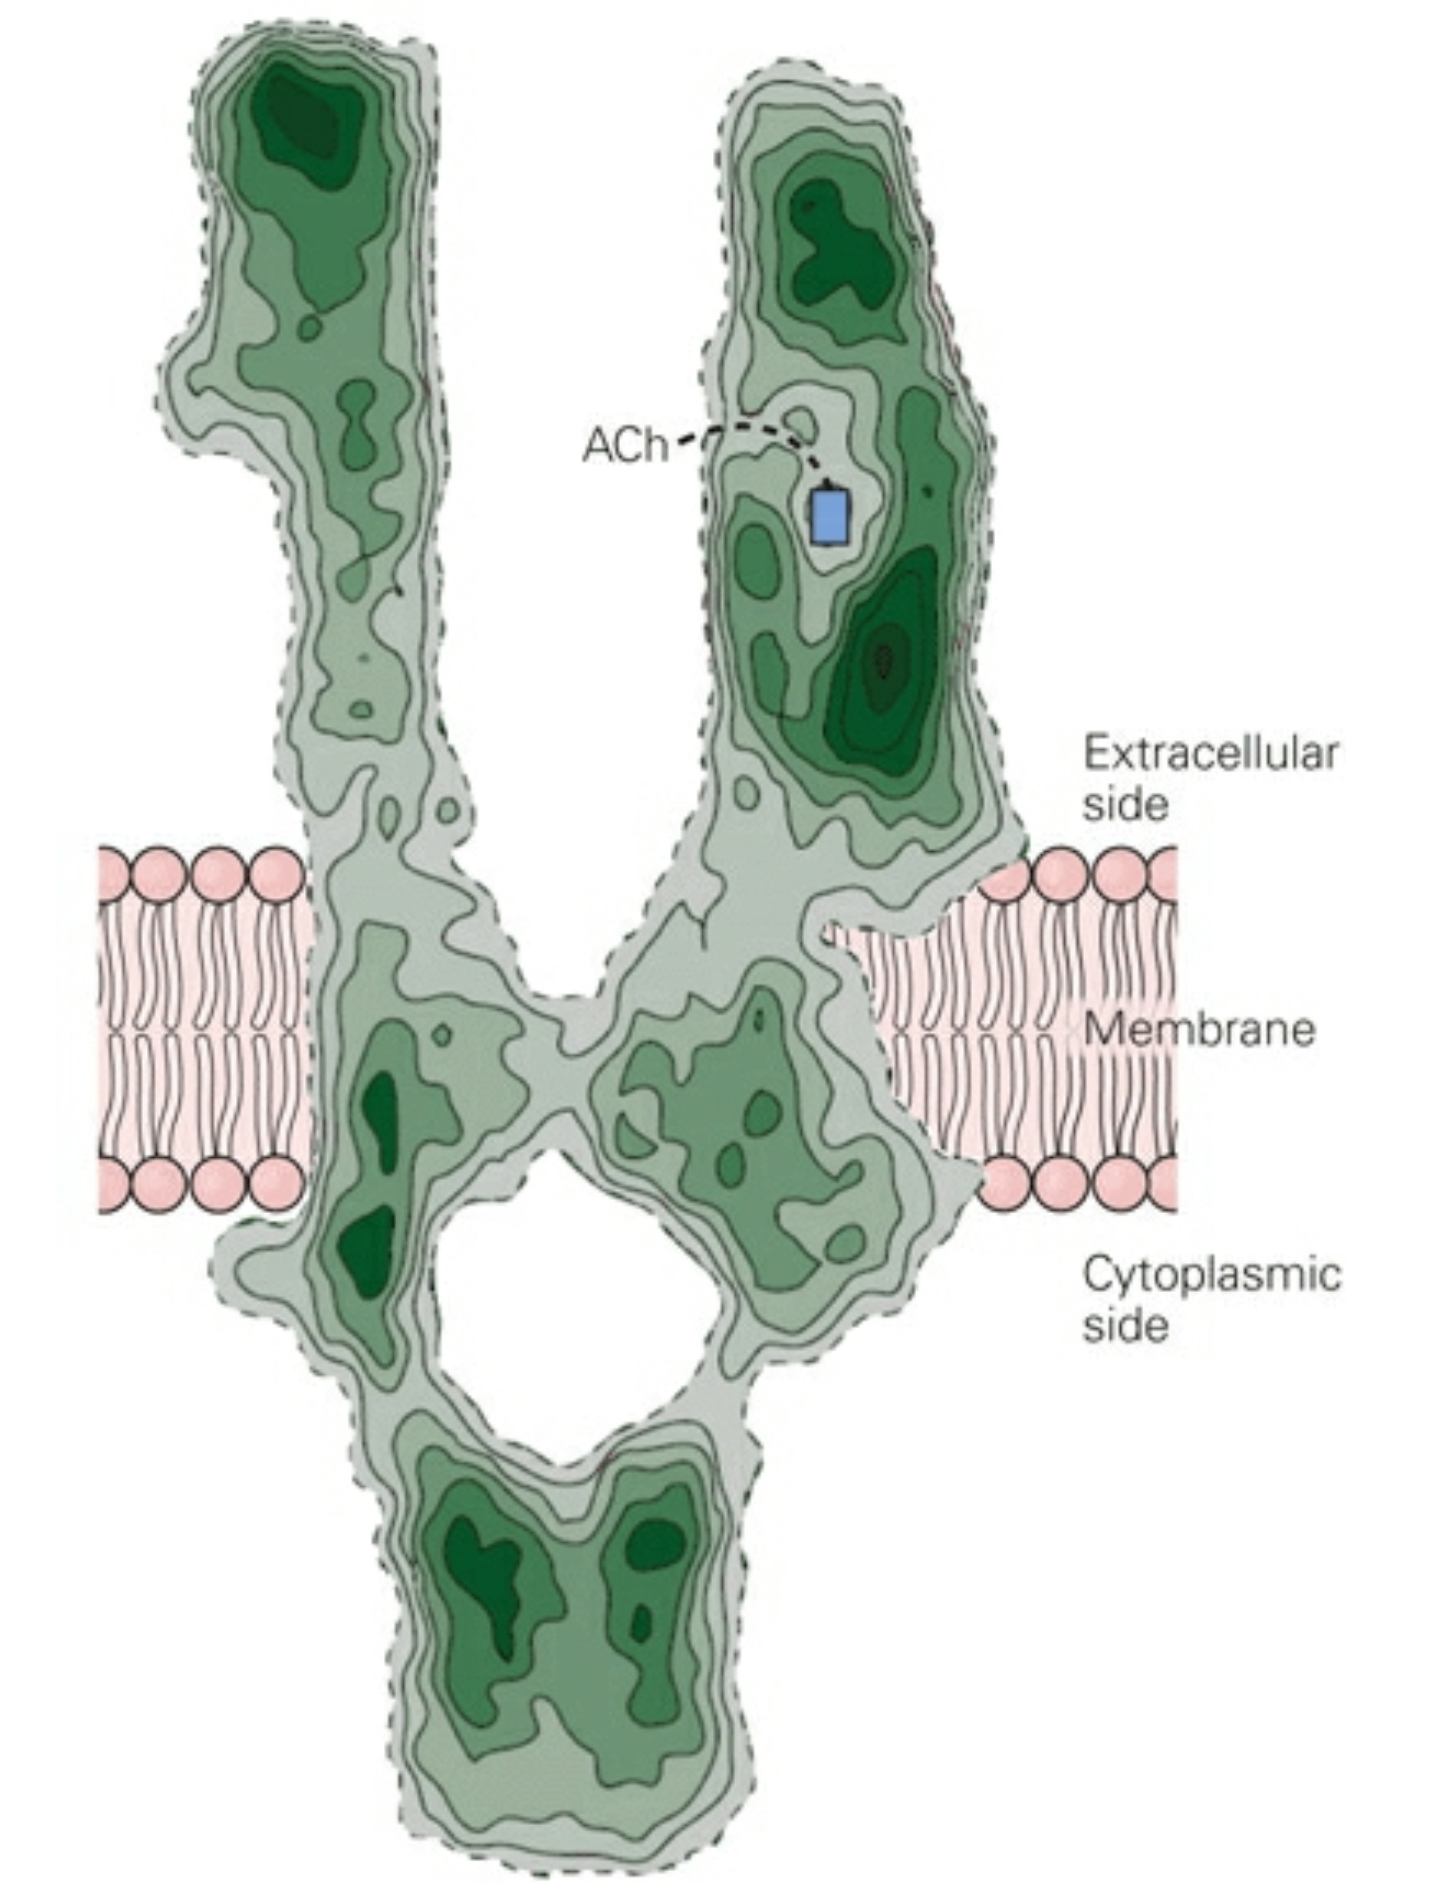 ACh
Extracellular
side
Membrane
Cytoplasmic
side